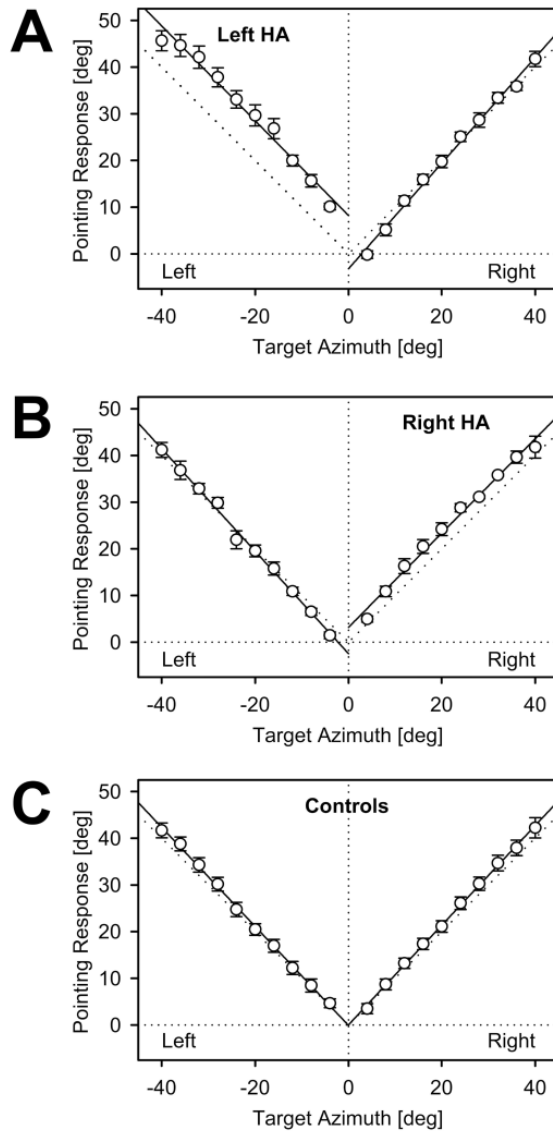 A
Left HA
Pointing Response [deg]
50
40
30
20
10
0
Left
Right
-40 -20 0 20 40
Target Azimuth [deg]
B
Right HA
Pointing Response [deg]
50
40
30
20
10
0
Left
Right
-40 -20 0 20 40
Target Azimuth [deg]
C
Controls
Pointing Response [deg]
50
40
30
20
10
0
Left
Right
-40 -20 0 20 40
Target Azimuth [deg]